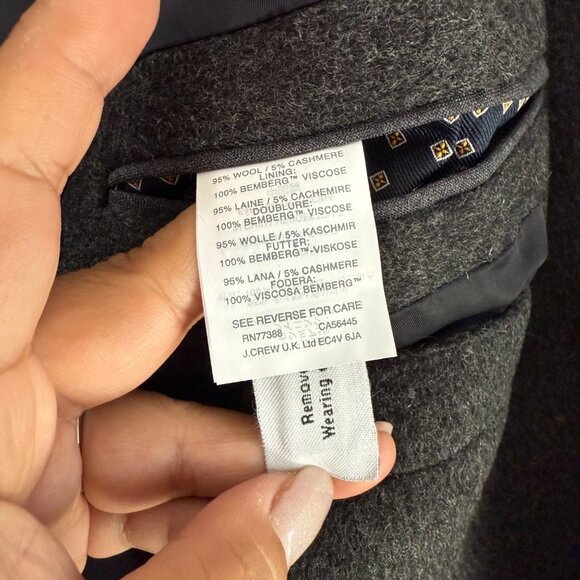 95% WOOL / 5% CASHMERE
LINING:
100% BEMBERG™ VISCOSE
95% LAINE / 5% CACHEMIRE
DOUBLURE:
100% BEMBERG™ VISCOSE
95% WOLLE / 5% KASCHMIR
FUTTER:
100% BEMBERG™ VISKOSE
95% LANA / 5% CASHMERE
FODERA:
100% VISCOSA BEMBERG™
SEE REVERSE FOR CARE
RN77388 CA56445
J.CREW U.K. Ltd EC4V 6JA
Remove
Wearing